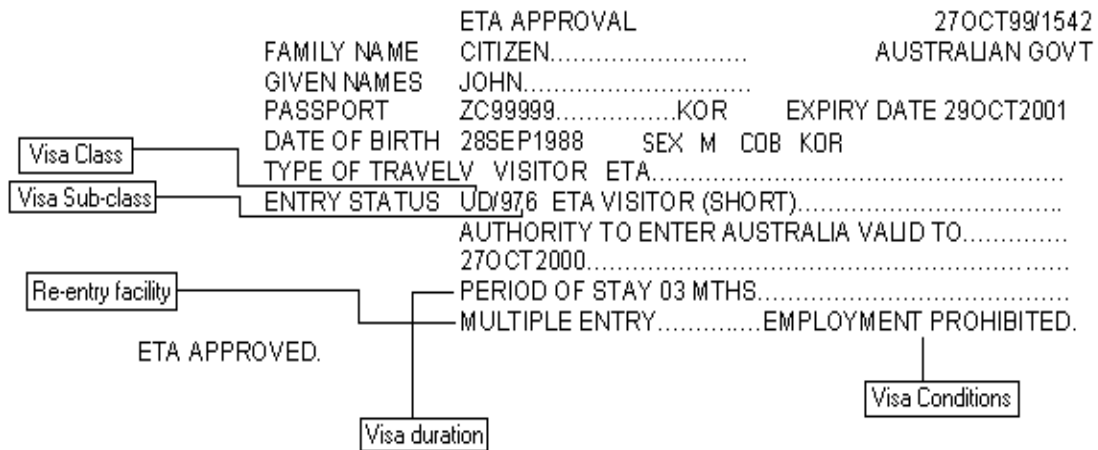 ETA APPROVAL 27OCT99/1542
FAMILY NAME CITIZEN.......................... AUSTRALIAN GOVT
GIVEN NAMES JOHN.............................
PASSPORT ZC99999................KOR EXPIRY DATE 29OCT2001
DATE OF BIRTH 28SEP1988 SEX M COB KOR
Visa Class
TYPE OF TRAVELV VISITOR ETA......................................................
Visa Sub-class
ENTRY STATUS UD/976 ETA VISITOR (SHORT)...................................
AUTHORITY TO ENTER AUSTRALIA VALID TO..............
27OCT2000................................................................
Re-entry facility
PERIOD OF STAY 03 MTHS.........................................
MULTIPLE ENTRY..............EMPLOYMENT PROHIBITED.
ETA APPROVED.
Visa Conditions
Visa duration